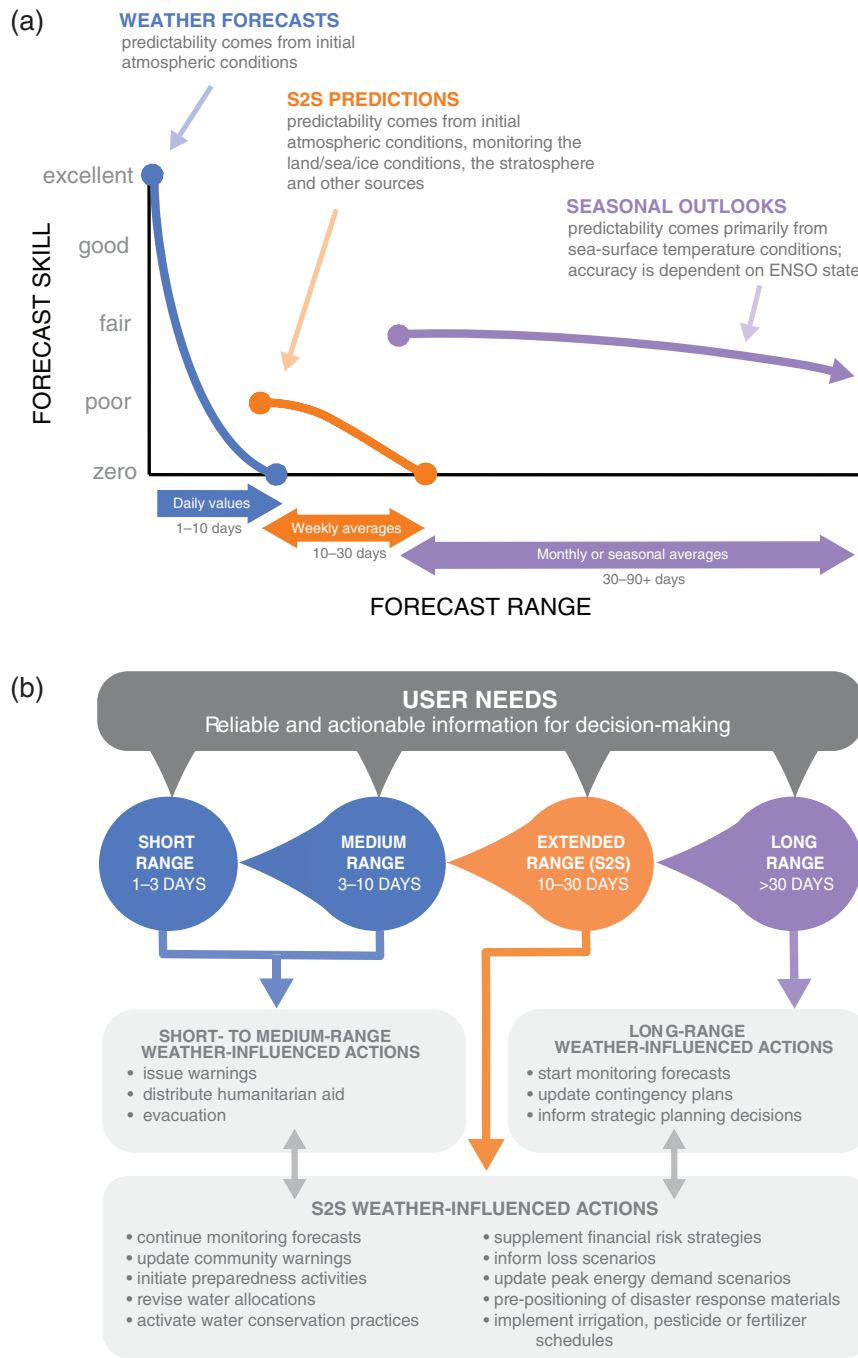 (a)
WEATHER FORECASTS
predictability comes from initial
atmospheric conditions
S2S PREDICTIONS
predictability comes from initial
atmospheric conditions, monitoring the
land/sea/ice conditions, the stratosphere
and other sources
SEASONAL OUTLOOKS
predictability comes primarily from
sea-surface temperature conditions;
accuracy is dependent on ENSO state
FORECAST SKILL
excellent
good
fair
poor
zero
Daily values
1–10 days
Weekly averages
10–30 days
Monthly or seasonal averages
30–90+ days
FORECAST RANGE
(b)
USER NEEDS
Reliable and actionable information for decision-making
SHORT
RANGE
1–3 DAYS
MEDIUM
RANGE
3–10 DAYS
EXTENDED
RANGE (S2S)
10–30 DAYS
LONG
RANGE
>30 DAYS
SHORT- TO MEDIUM-RANGE
WEATHER-INFLUENCED ACTIONS
• issue warnings
• distribute humanitarian aid
• evacuation
LONG-RANGE
WEATHER-INFLUENCED ACTIONS
• start monitoring forecasts
• update contingency plans
• inform strategic planning decisions
S2S WEATHER-INFLUENCED ACTIONS
• continue monitoring forecasts
• update community warnings
• initiate preparedness activities
• revise water allocations
• activate water conservation practices
• supplement financial risk strategies
• inform loss scenarios
• update peak energy demand scenarios
• pre-positioning of disaster response materials
• implement irrigation, pesticide or fertilizer
schedules